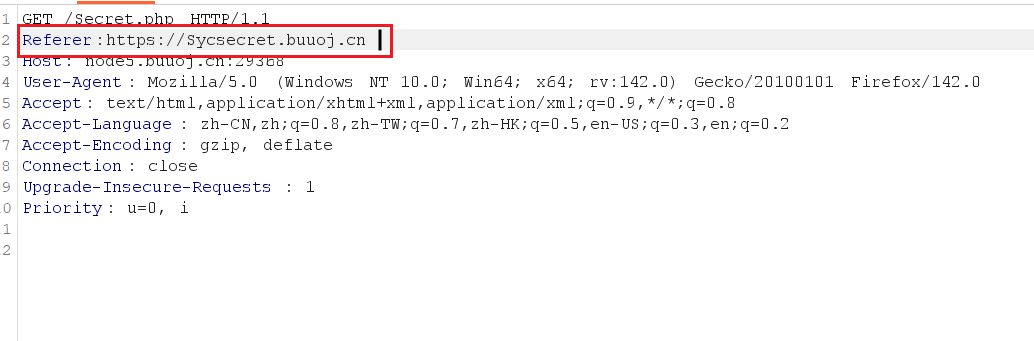 1 GET /Secret.php HTTP/1.1
2 Referer:https://Sycsecret.buuoj.cn
3 Host: node5.buuoj.cn:29368
4 User-Agent: Mozilla/5.0 (Windows NT 10.0; Win64; x64; rv:142.0) Gecko/20100101 Firefox/142.0
5 Accept: text/html,application/xhtml+xml,application/xml;q=0.9,*/*;q=0.8
6 Accept-Language : zh-CN,zh;q=0.8,zh-TW;q=0.7,zh-HK;q=0.5,en-US;q=0.3,en;q=0.2
7 Accept-Encoding : gzip, deflate
8 Connection : close
9 Upgrade-Insecure-Requests : 1
0 Priority : u=0, i
1
2